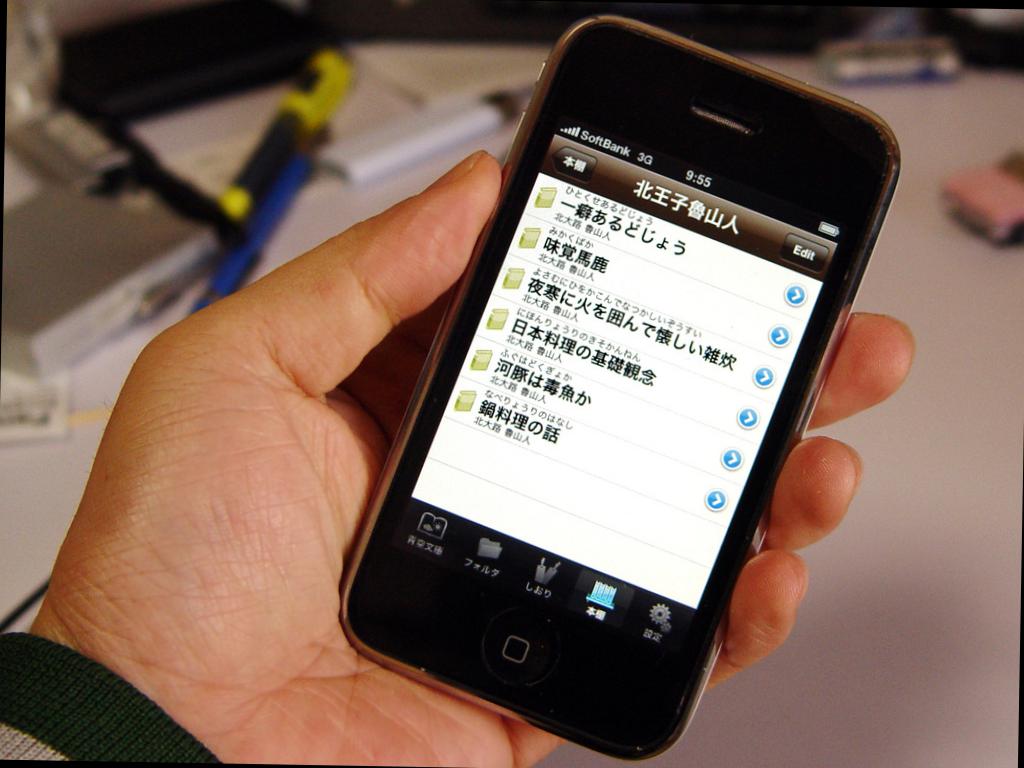 SoftBank 3G 9:55
本棚 北王子魯山人 Edit
ひとくせあるどじょう
一癖あるどじょう
北大路 魯山人
みかくばか
味覚馬鹿
北大路 魯山人
よさむにひをかこんでなつかしいぞうすい
夜寒に火を囲んで懐しい雑炊
北大路 魯山人
にほんりょうりのきそかんねん
日本料理の基礎観念
北大路 魯山人
ふぐはどくぎょか
河豚は毒魚か
北大路 魯山人
なべりょうりのはなし
鍋料理の話
北大路 魯山人
青空文庫 フォルダ しおり 本棚 設定